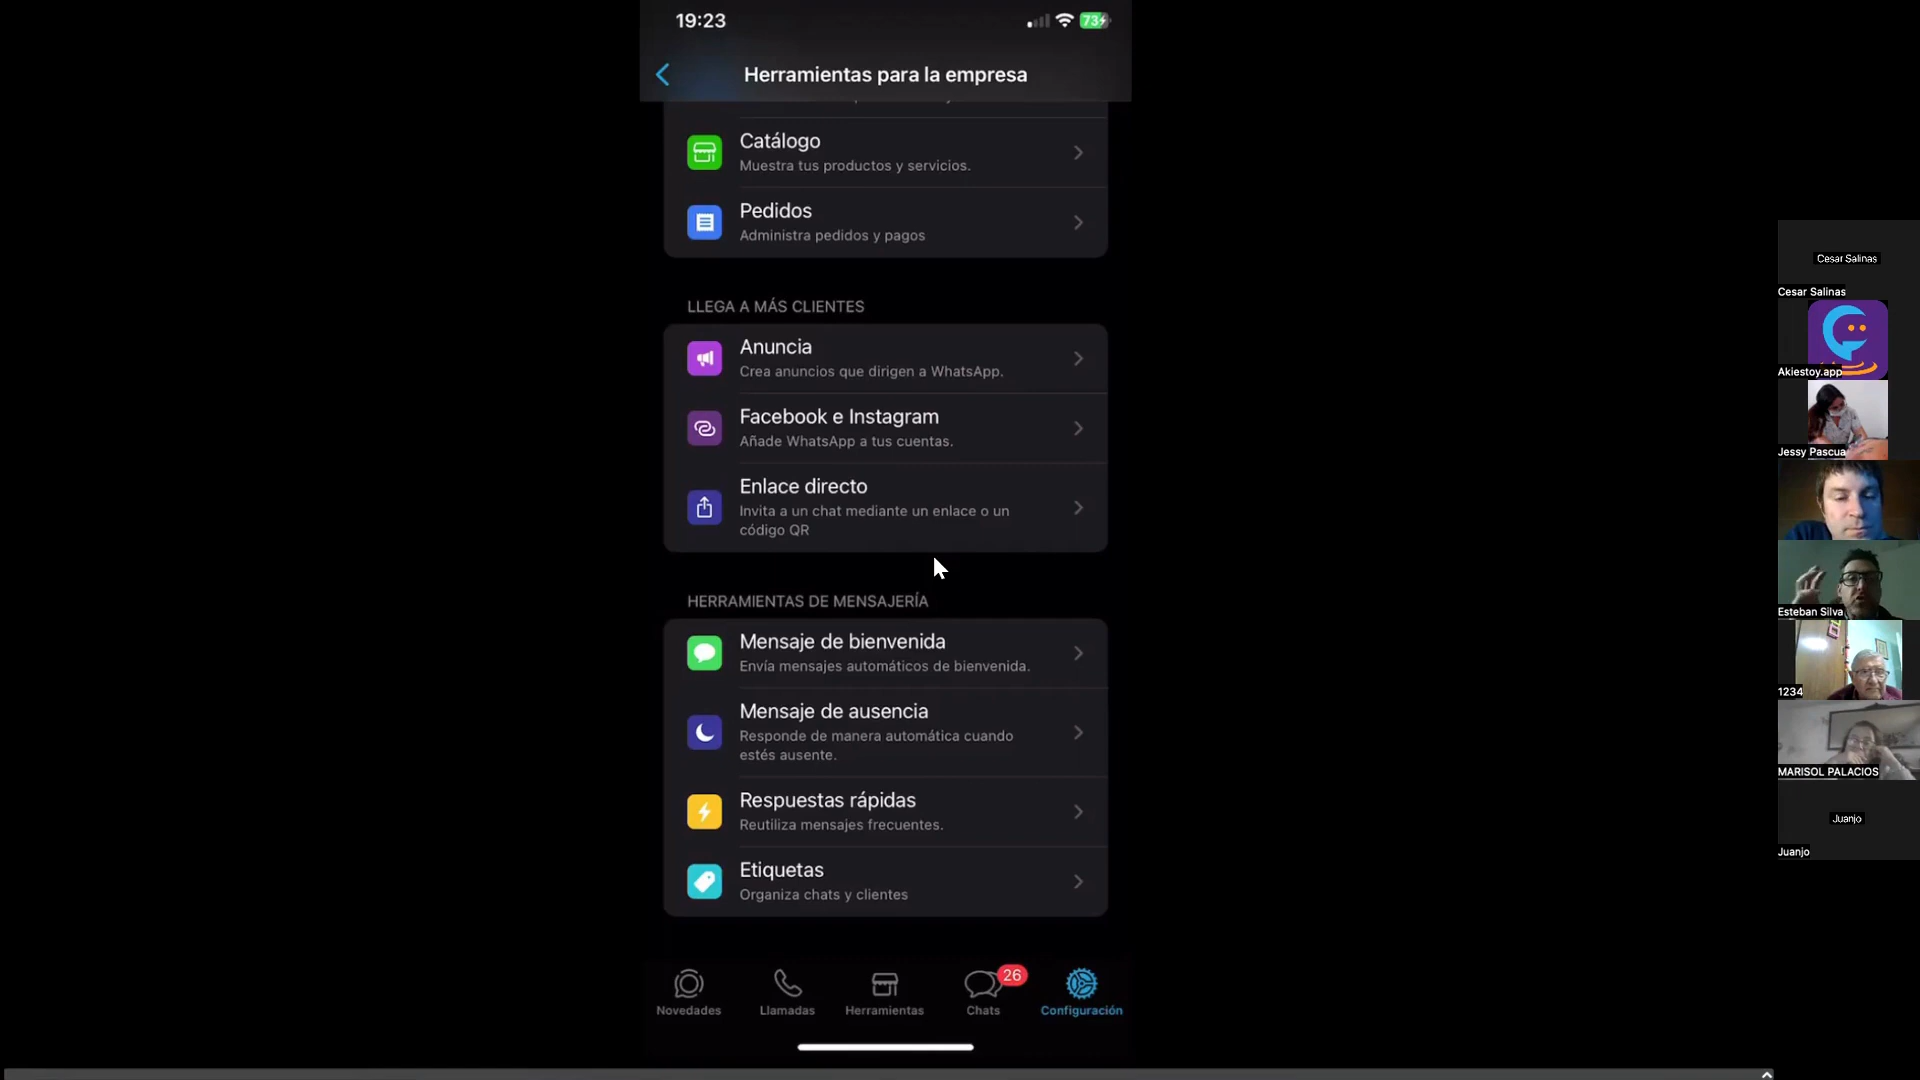 19:23
73
Herramientas para la empresa
Catálogo
Muestra tus productos y servicios.
Pedidos
Administra pedidos y pagos
LLEGA A MÁS CLIENTES
Anuncia
Crea anuncios que dirigen a WhatsApp.
Facebook e Instagram
Añade WhatsApp a tus cuentas.
Enlace directo
Invita a un chat mediante un enlace o un
código QR
HERRAMIENTAS DE MENSAJERÍA
Mensaje de bienvenida
Envía mensajes automáticos de bienvenida.
Mensaje de ausencia
Responde de manera automática cuando
estés ausente.
Respuestas rápidas
Reutiliza mensajes frecuentes.
Etiquetas
Organiza chats y clientes
26
Novedades
Llamadas
Herramientas
Chats
Configuración
Cesar Salinas
Cesar Salinas
Akiestoy.app
Jessy Pascua
Esteban Silva
1234
MARISOL PALACIOS
Juanjo
Juanjo